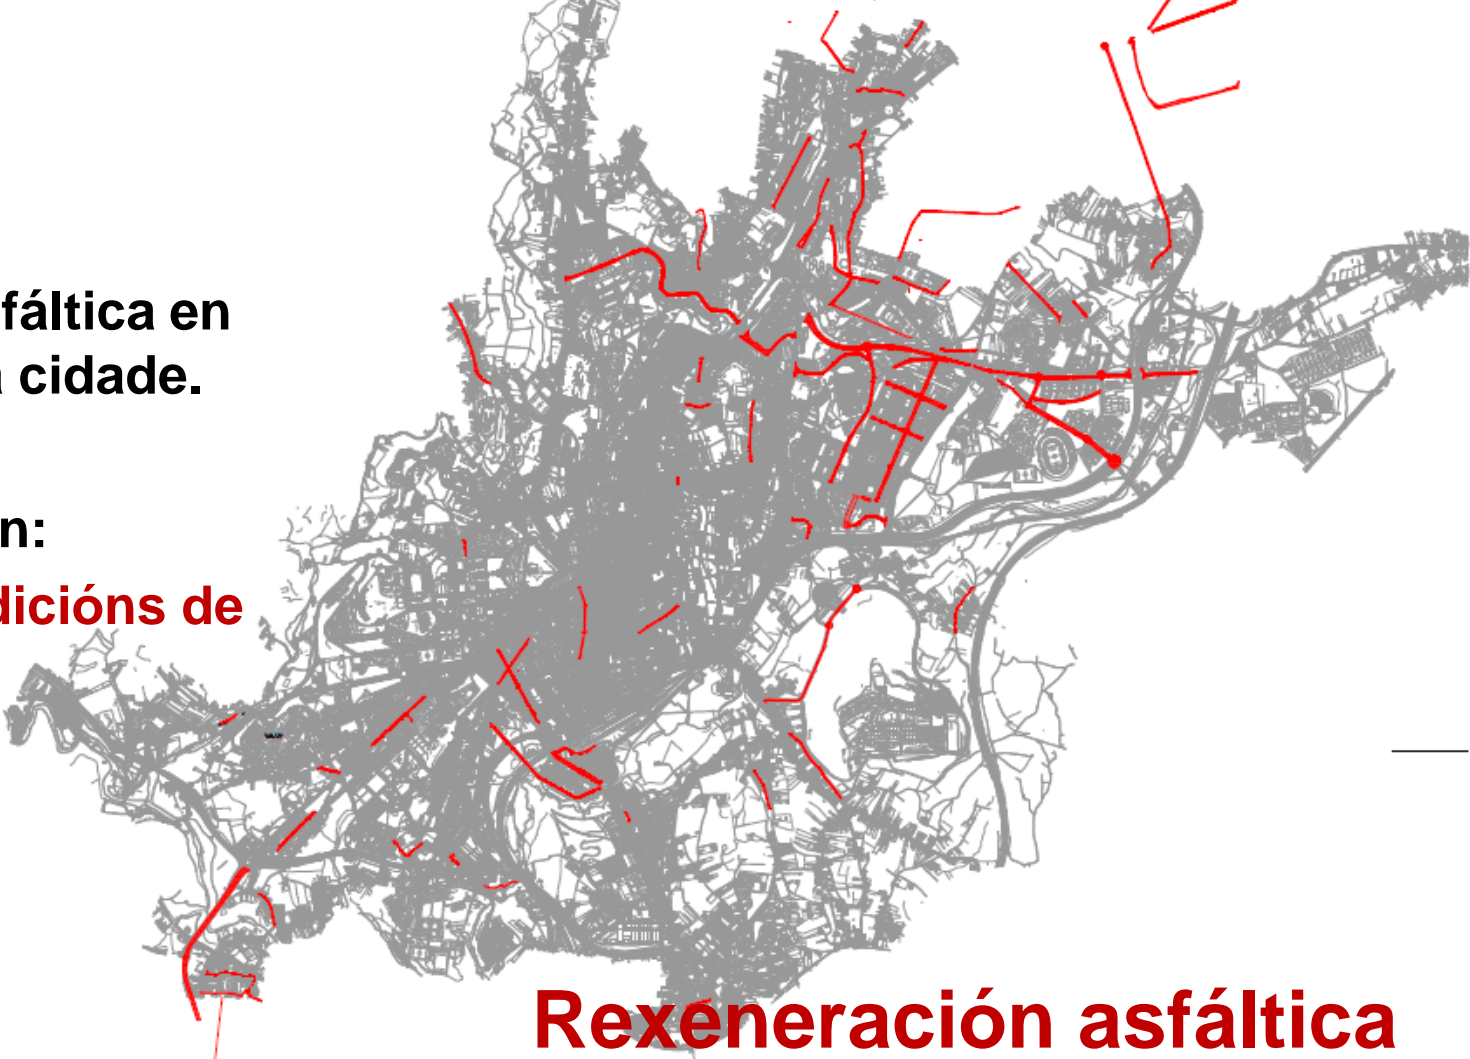 fáltica en
cidade.
n:
dicións de
Rexeneración asfáltica